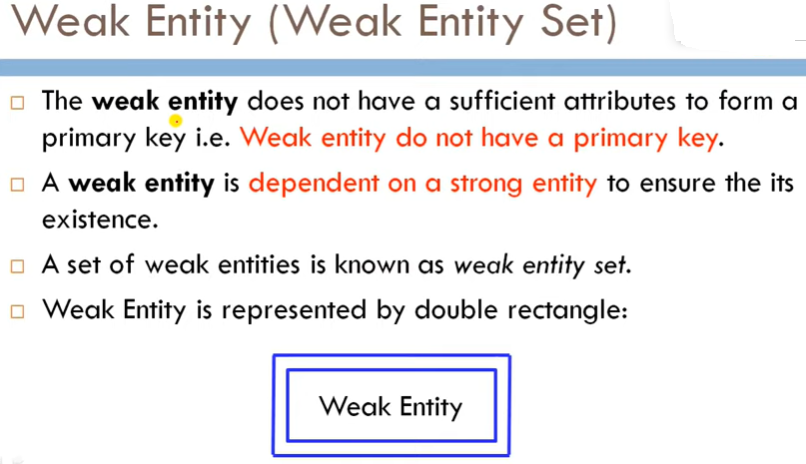 Weak Entity (Weak Entity Set)
The weak entity does not have a sufficient attributes to form a
primary key i.e. Weak entity do not have a primary key.
A weak entity is dependent on a strong entity to ensure the its
existence.
A set of weak entities is known as weak entity set.
Weak Entity is represented by double rectangle:
Weak Entity